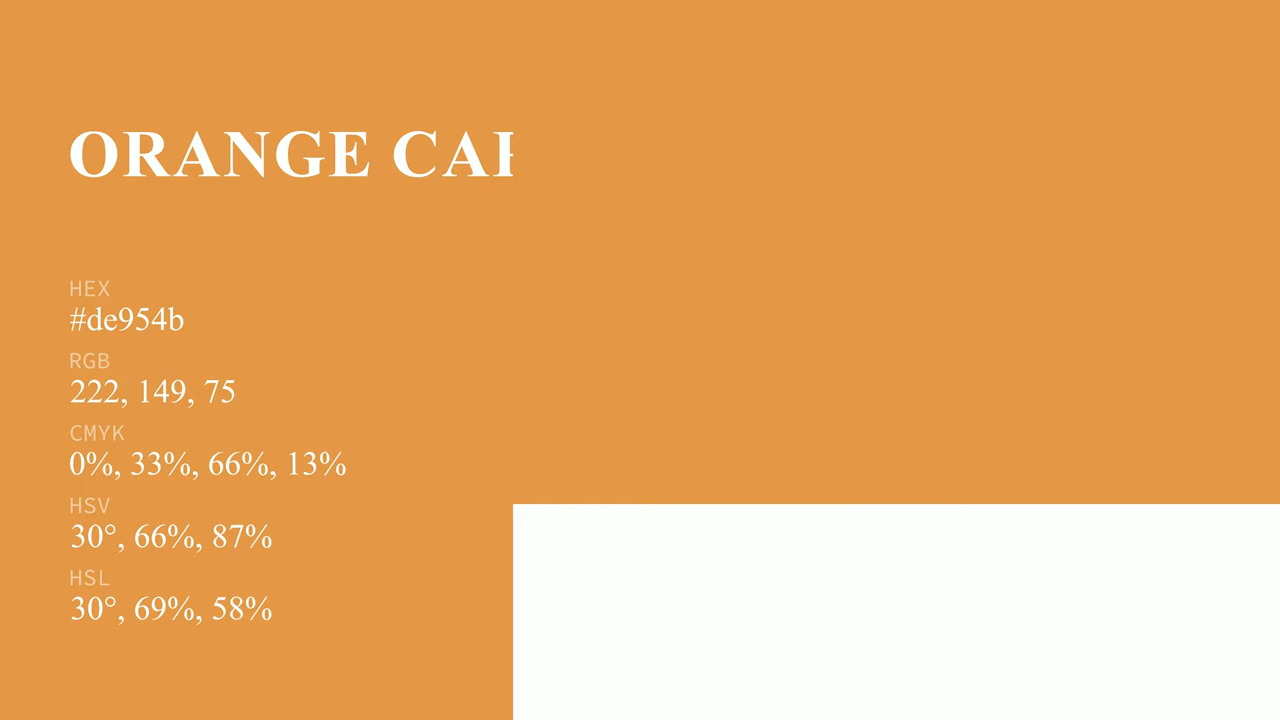 ORANGE
HEX
#de954b
RGB
222, 149, 75
CMYK
0%, 33%, 66%, 13%
HSV
30°, 66%, 87%
HSL
30°, 69%, 58%